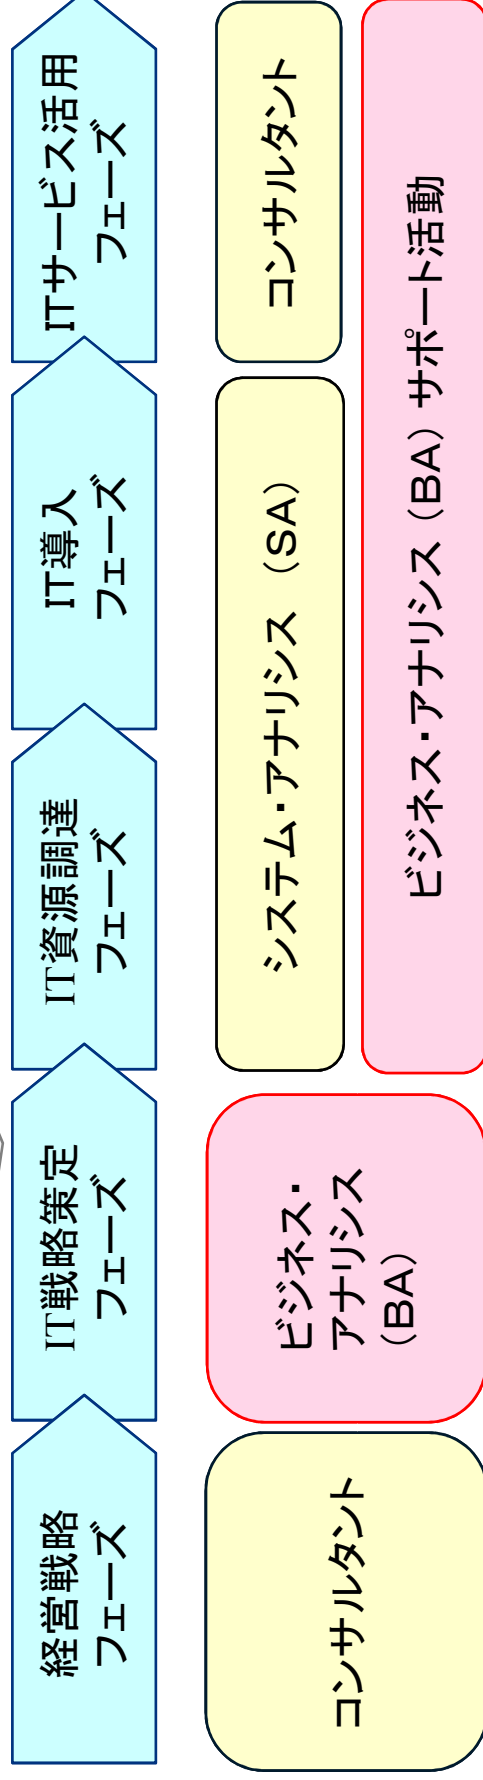 経営戦略
フェーズ
IT戦略策定
フェーズ
IT資源調達
フェーズ
IT導入
フェーズ
ITサービス活用
フェーズ
コンサルタント
ビジネス・
アナリシス
（BA）
システム・アナリシス （SA）
コンサルタント
ビジネス・アナリシス（BA）サポート活動